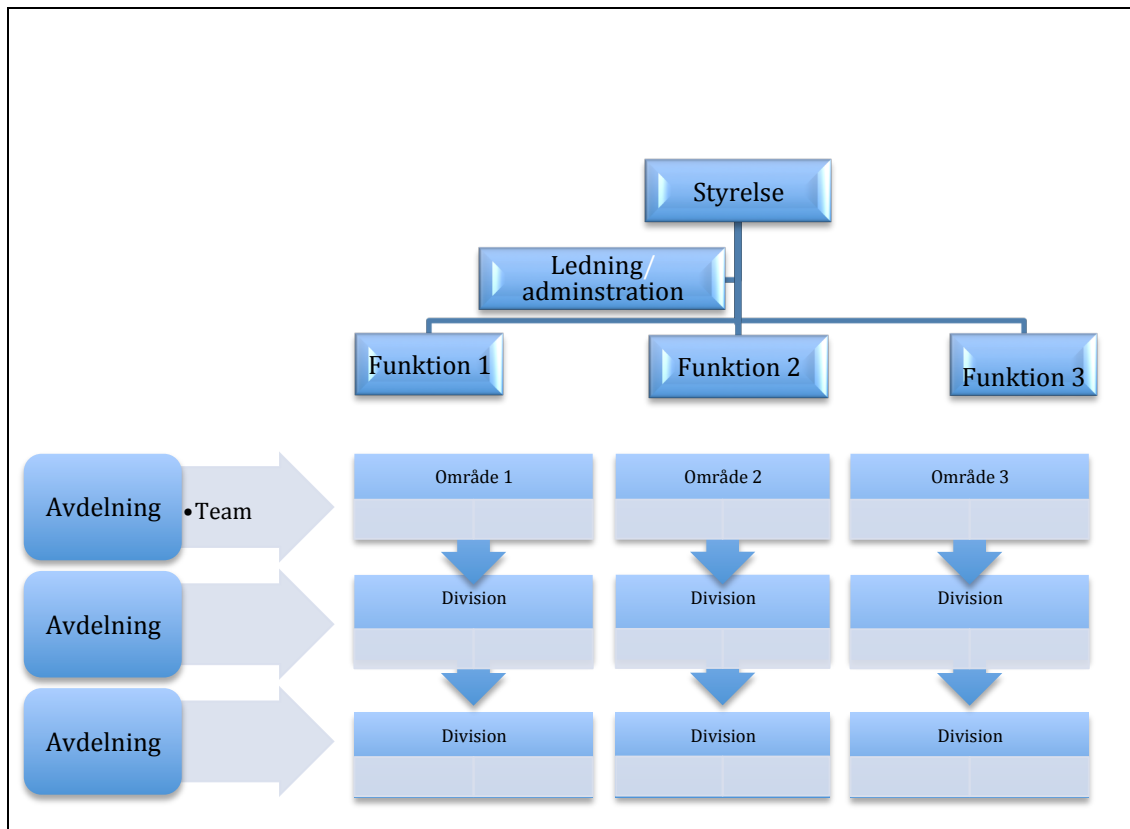 Styrelse
Ledning/
adminstration
Funktion 1
Funktion 2
Funktion 3
Avdelning
•Team
Område 1
Område 2
Område 3
Avdelning
Division
Division
Division
Avdelning
Division
Division
Division